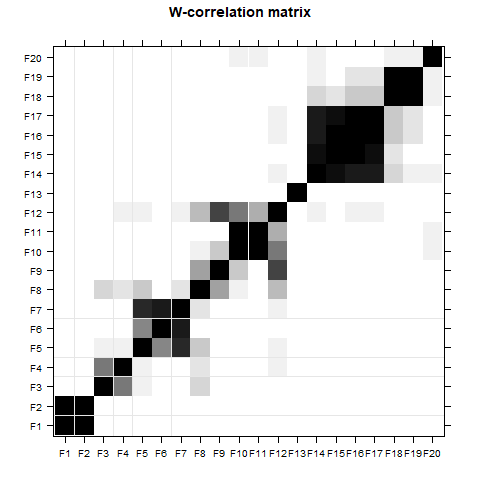 W-correlation matrix
F20
F19
F18
F17
F16
F15
F14
F13
F12
F11
F10
F9
F8
F7
F6
F5
F4
F3
F2
F1
F1 F2 F3 F4 F5 F6 F7 F8 F9 F10 F11 F12 F13 F14 F15 F16 F17 F18 F19 F20